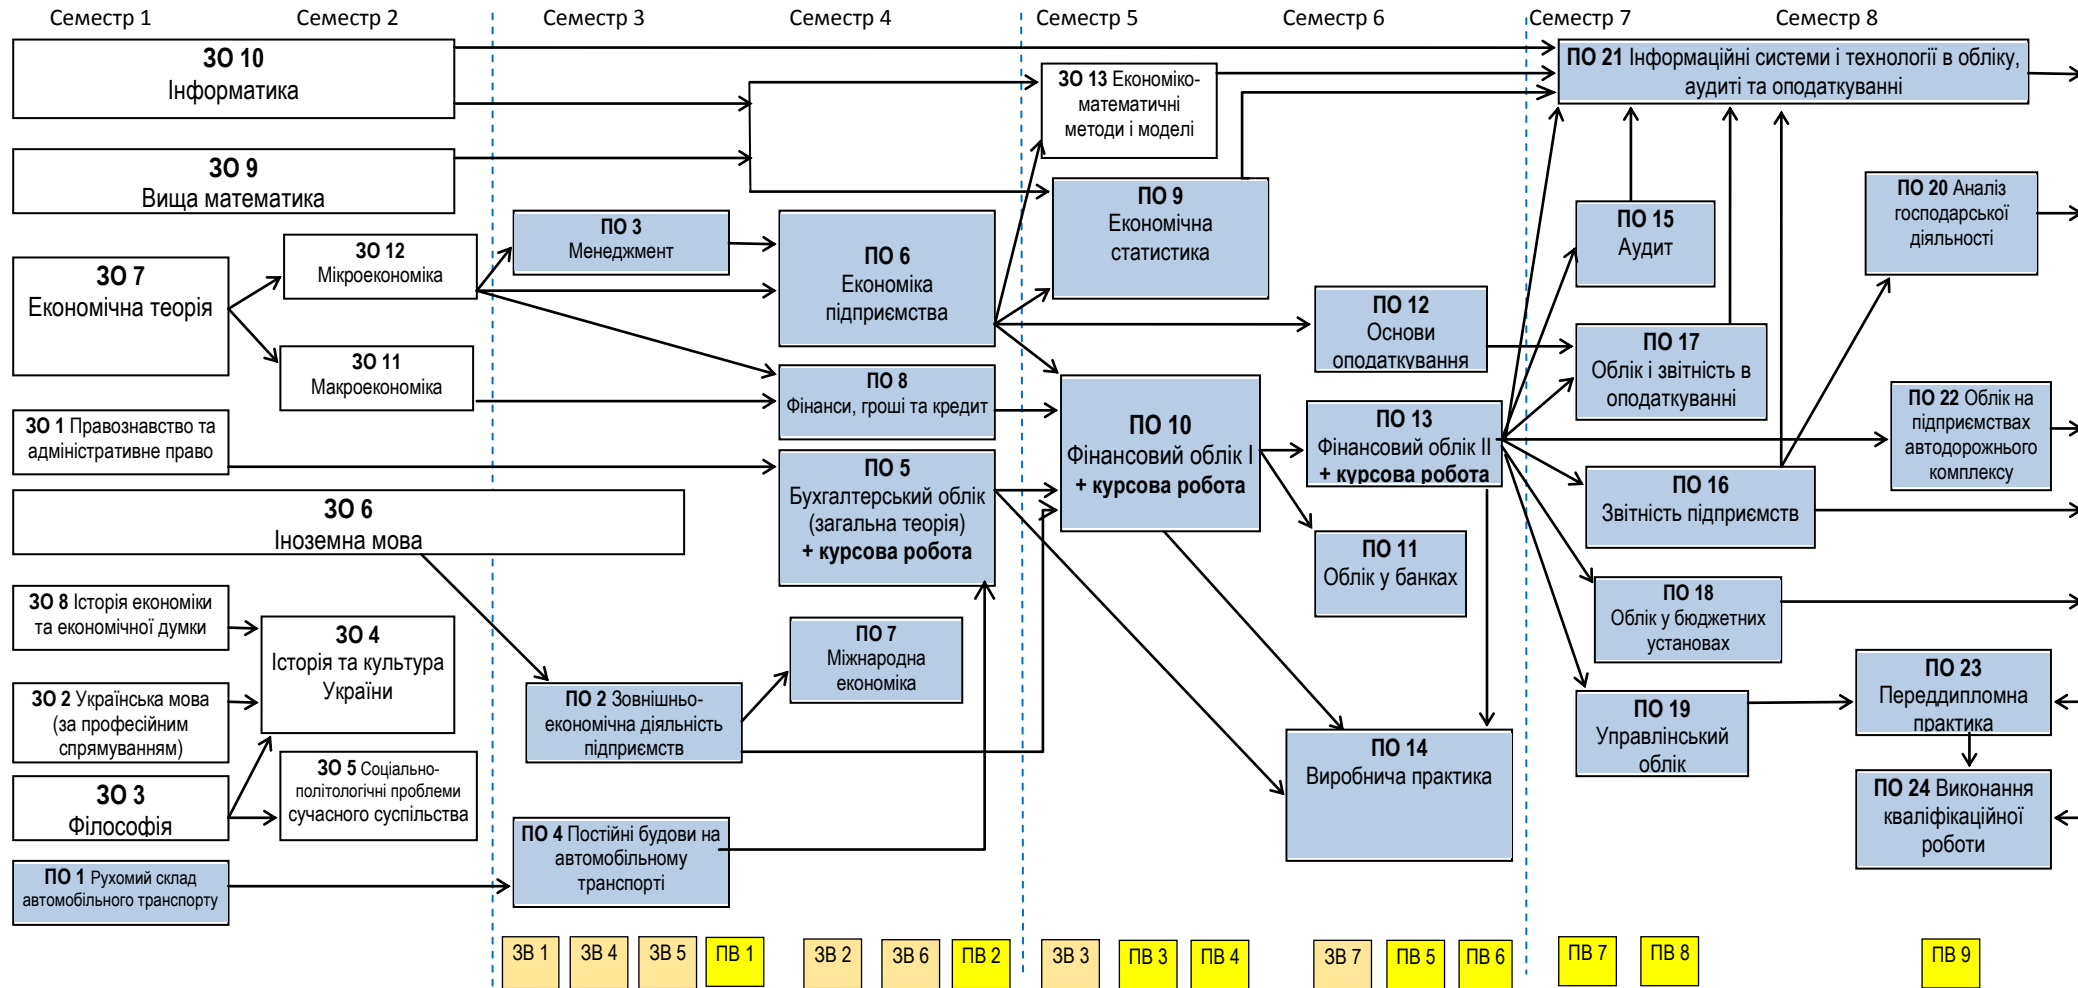 Семестр 1
Семестр 2
Семестр 3
Семестр 4
Семестр 5
Семестр 6
Семестр 7
Семестр 8
ЗО 10
Інформатика
ЗО 9
Вища математика
ЗО 7
Економічна теорія
ЗО 12
Мікроекономіка
ЗО 11
Макроекономіка
ЗО 1 Правознавство та
адміністративне право
ЗО 6
Іноземна мова
ЗО 8 Історія економіки
та економічної думки
ЗО 2 Українська мова
(за професійним
спрямуванням)
ЗО 3
Філософія
ЗО 4
Історія та культура
України
ЗО 5 Соціально-
політологічні проблеми
сучасного суспільства
ПО 1 Рухомий склад
автомобільного транспорту
ПО 3
Менеджмент
ПО 2 Зовнішньо-
економічна діяльність
підприємств
ПО 4 Постійні будови на
автомобільному
транспорті
ПО 6
Економіка
підприємства
ПО 8
Фінанси, гроші та кредит
ПО 5
Бухгалтерський облік
(загальна теорія)
+ курсова робота
ПО 7
Міжнародна
економіка
ЗО 13 Економіко-
математичні
методи і моделі
ПО 9
Економічна
статистика
ПО 10
Фінансовий облік І
+ курсова робота
ПО 12
Основи
оподаткування
ПО 13
Фінансовий облік ІІ
+ курсова робота
ПО 11
Облік у банках
ПО 14
Виробнича практика
ПО 21 Інформаційні системи і технології в обліку,
аудиті та оподаткуванні
ПО 15
Аудит
ПО 17
Облік і звітність в
оподаткуванні
ПО 16
Звітність підприємств
ПО 18
Облік у бюджетних
установах
ПО 19
Управлінський
облік
ПО 20 Аналіз
господарської
діяльності
ПО 22 Облік на
підприємствах
автодорожнього
комплексу
ПО 23
Переддипломна
практика
ПО 24 Виконання
кваліфікаційної
роботи
ЗВ 1
ЗВ 4
ЗВ 5
ПВ 1
ЗВ 2
ЗВ 6
ПВ 2
ЗВ 3
ПВ 3
ПВ 4
ЗВ 7
ПВ 5
ПВ 6
ПВ 7
ПВ 8
ПВ 9